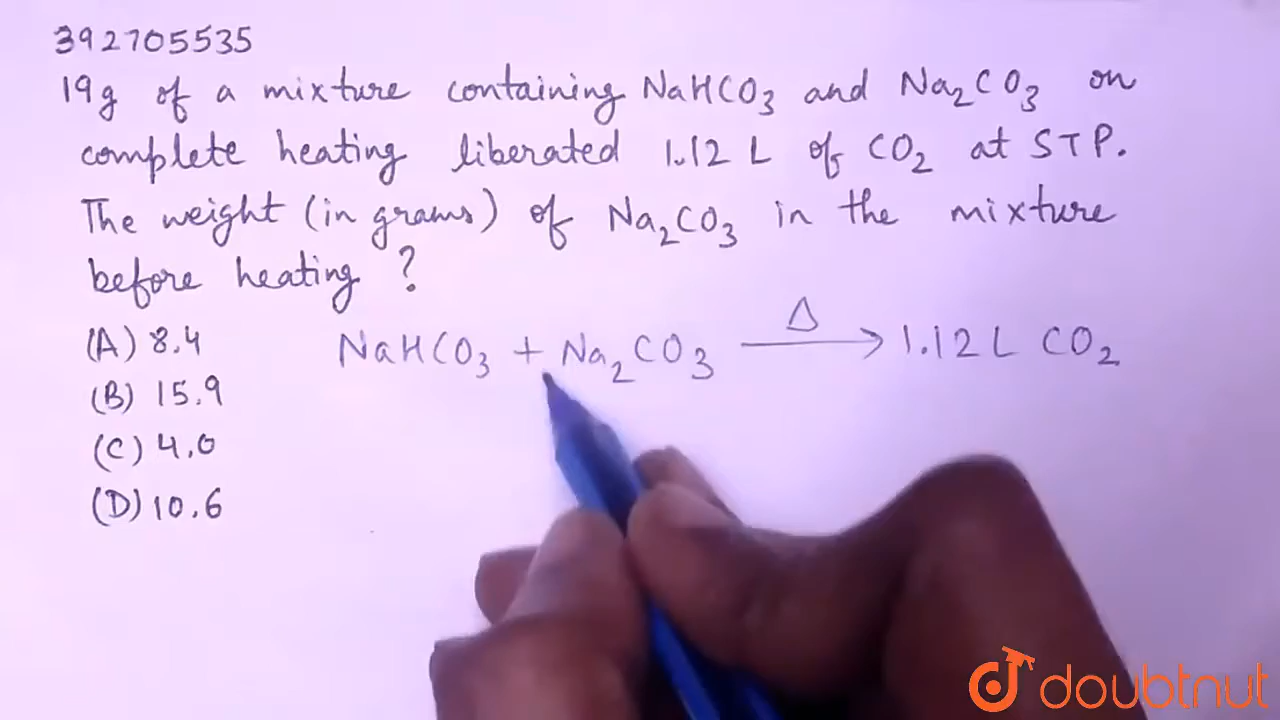 392705535
19g of a mixture containing NaHCO3 and Na2CO3 on
complete heating liberated 1.12 L of CO2 at STP.
The weight (in grams) of Na2CO3 in the mixture
before heating ?
(A) 8.4
NaHCO3 + Na2CO3 Δ → 1.12L CO2
(B) 15.9
(C) 4.0
(D) 10.6
doubtnut